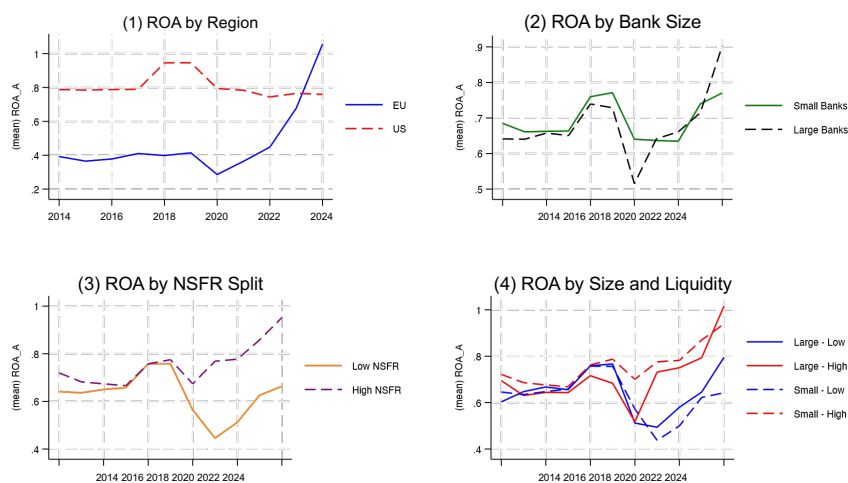 (1) ROA by Region
(mean) ROA_A
1
.8
.6
.4
.2
2014 2016 2018 2020 2022 2024
EU
US
(2) ROA by Bank Size
(mean) ROA_A
.9
.8
.7
.6
.5
2014 2016 2018 2020 2022 2024
Small Banks
Large Banks
(3) ROA by NSFR Split
(mean) ROA_A
1
.8
.6
.4
2014 2016 2018 2020 2022 2024
Low NSFR
High NSFR
(4) ROA by Size and Liquidity
(mean) ROA_A
1
.8
.6
.4
2014 2016 2018 2020 2022 2024
Large - Low
Large - High
Small - Low
Small - High